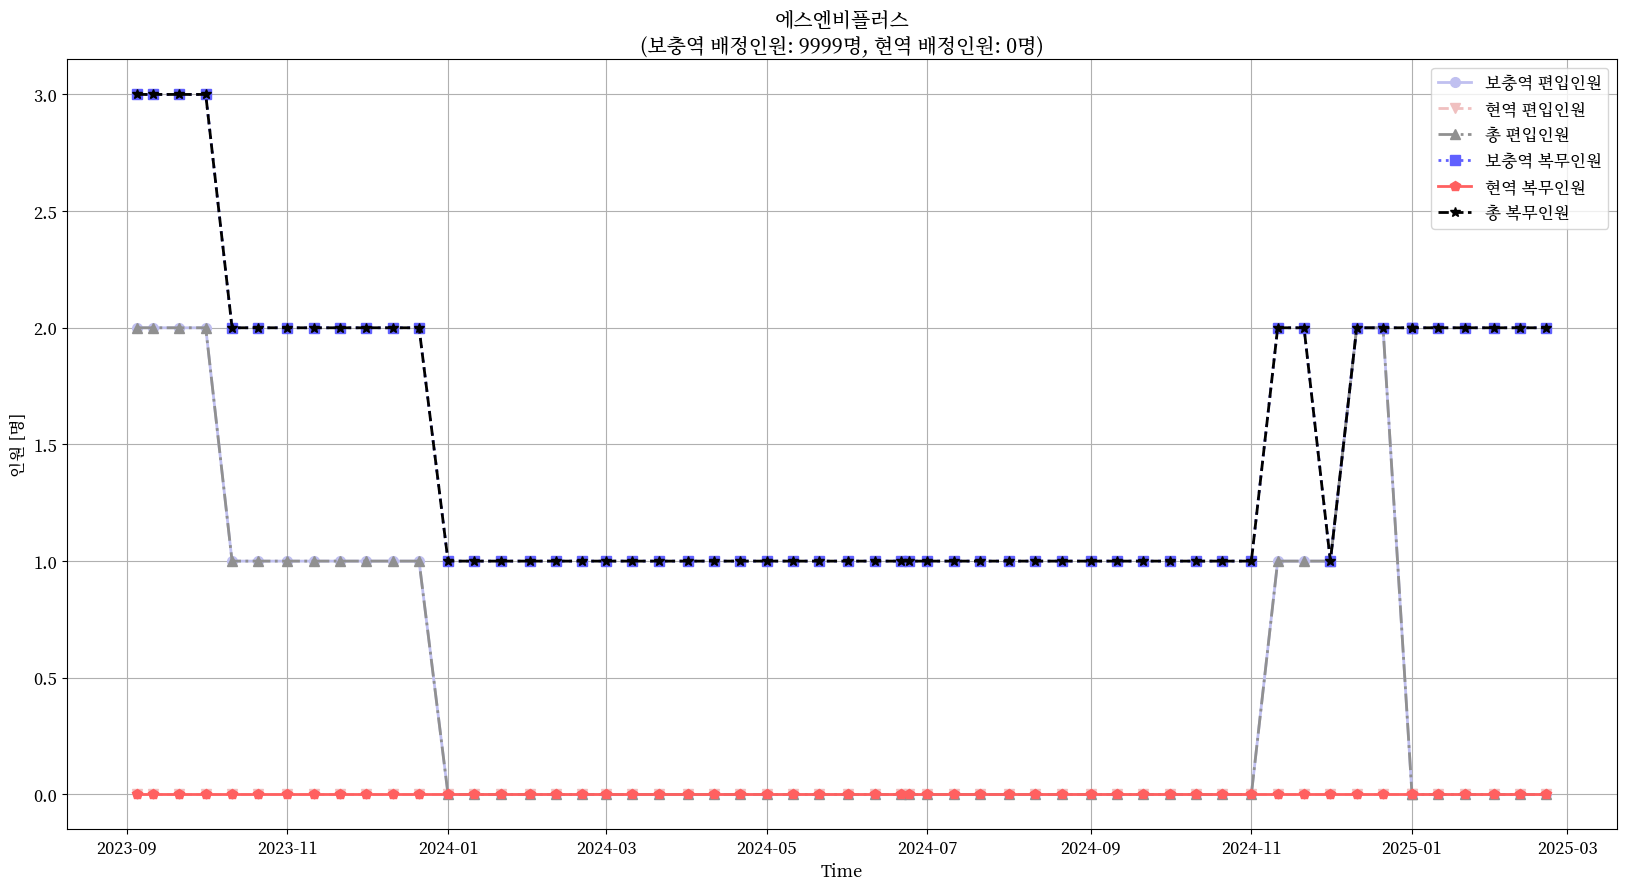 에스엔비플러스
(보충역 배정인원: 9999명, 현역 배정인원: 0명)
보충역 편입인원
현역 편입인원
총 편입인원
보충역 복무인원
현역 복무인원
총 복무인원
3.0
2.5
2.0
1.5
1.0
0.5
0.0
인원 [명]
2023-09 2023-11 2024-01 2024-03 2024-05 2024-07 2024-09 2024-11 2025-01 2025-03
Time